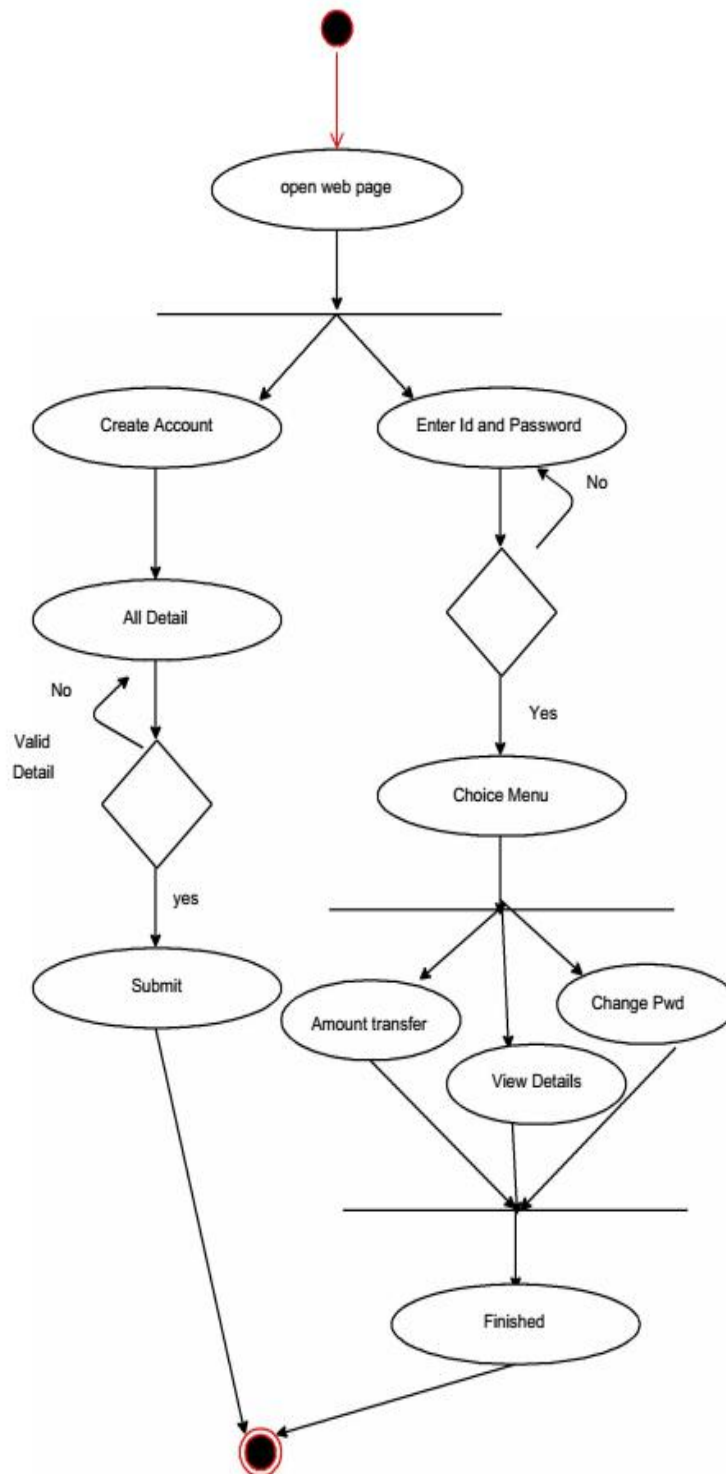 open web page
Create Account
Enter Id and Password
No
All Detail
No
Valid
Detail
Yes
Choice Menu
yes
Submit
Amount transfer
Change Pwd
View Details
Finished